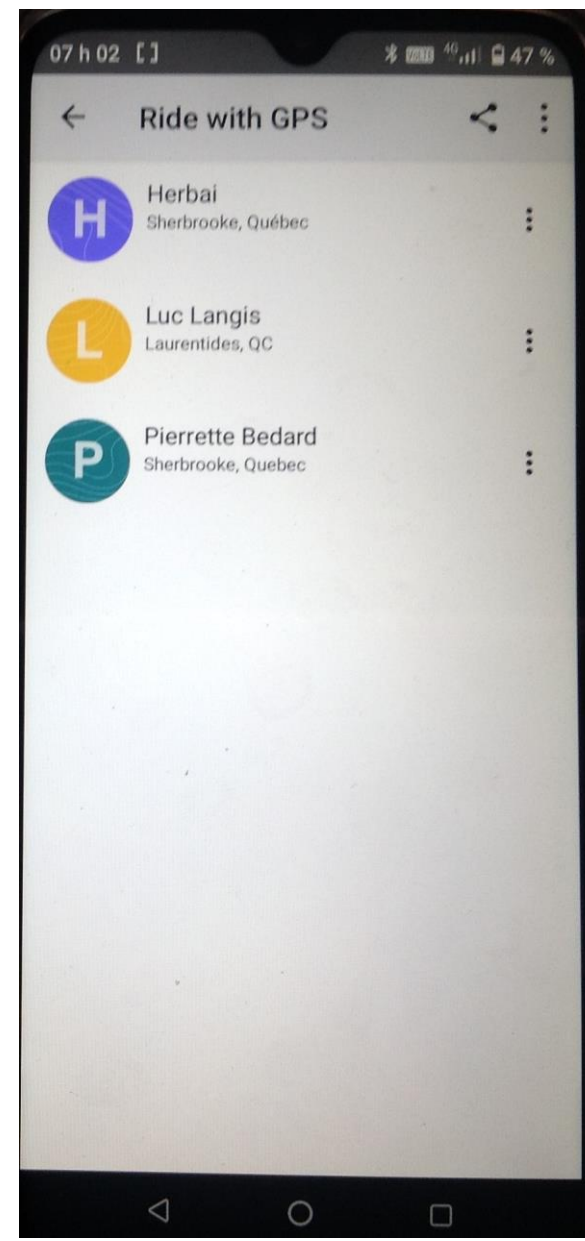 07 h 02 47 %
Ride with GPS
H
Herbai
Sherbrooke, Québec
L
Luc Langis
Laurentides, QC
P
Pierrette Bedard
Sherbrooke, Quebec